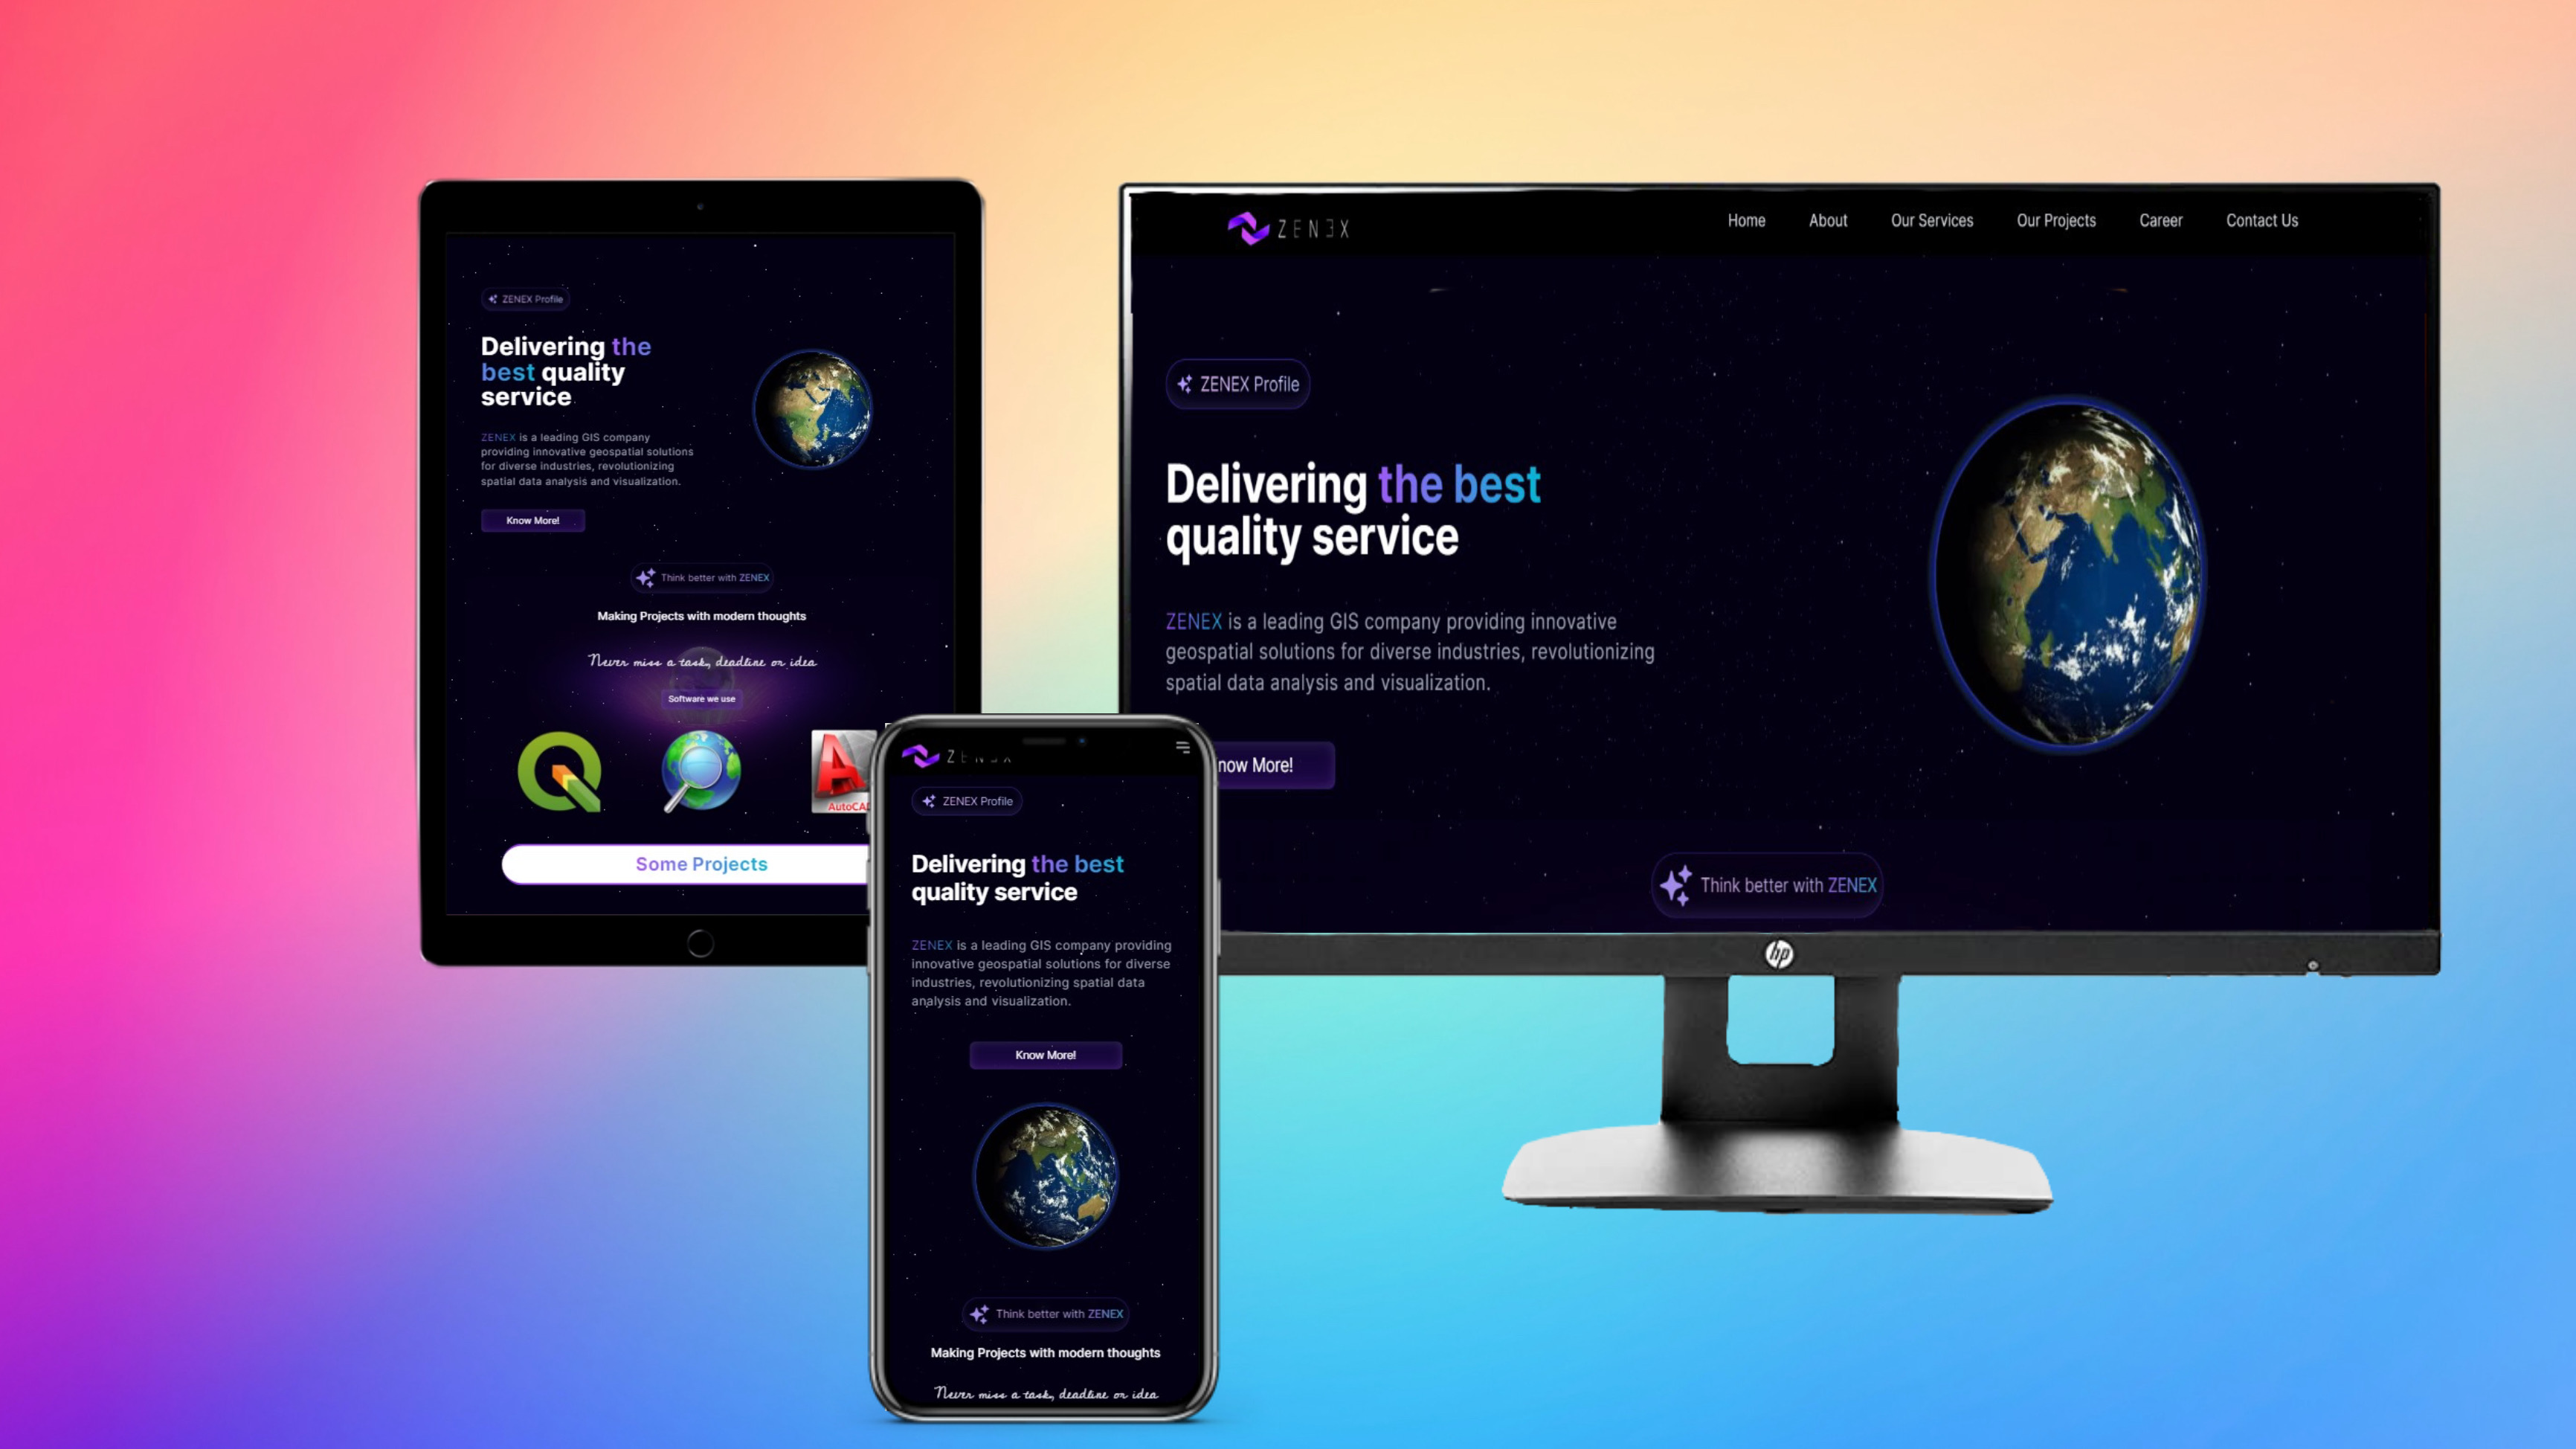 ZENEX Profile
Delivering the
best quality
service
ZENEX is a leading GIS company
providing innovative geospatial solutions
for diverse industries, revolutionizing
spatial data analysis and visualization.
Know More!
Think better with ZENEX
Making Projects with modern thoughts
Never miss a task, deadline or idea
Software we use
AutoCA
Some Projects
ZENƎX
Home About Our Services Our Projects Career Contact Us
ZENEX Profile
Delivering the best
quality service
ZENEX is a leading GIS company providing innovative
geospatial solutions for diverse industries, revolutionizing
spatial data analysis and visualization.
now More!
Think better with ZENEX
hp
ZENEX Profile
Delivering the best
quality service
ZENEX is a leading GIS company providing
innovative geospatial solutions for diverse
industries, revolutionizing spatial data
analysis and visualization.
Know More!
Think better with ZENEX
Making Projects with modern thoughts
Never miss a task, deadline or idea